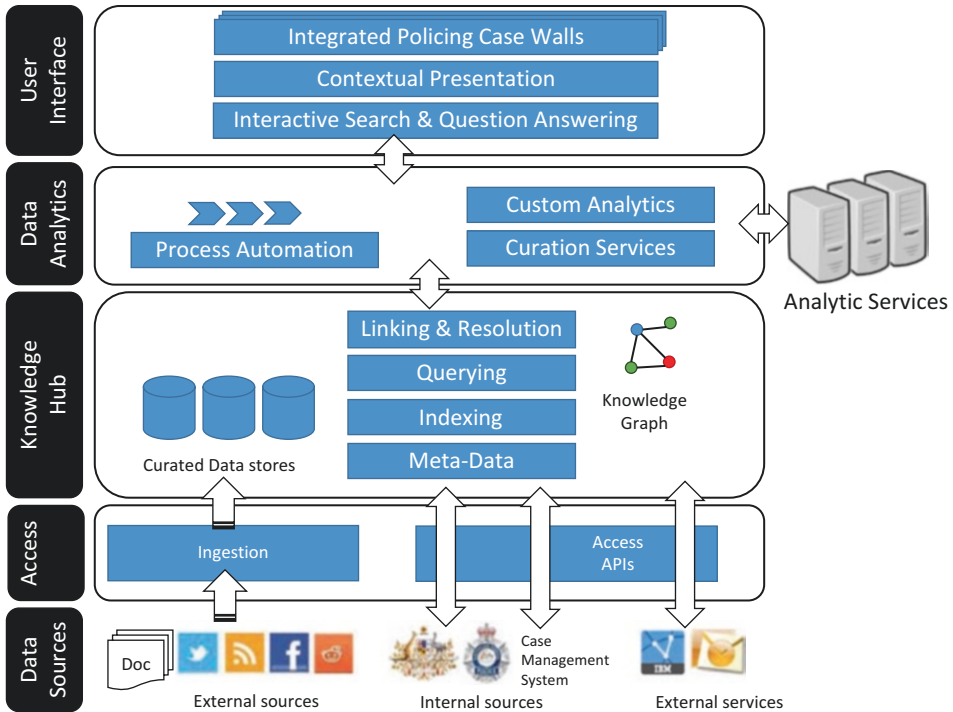 User
Interface
Integrated Policing Case Walls
Contextual Presentation
Interactive Search & Question Answering
Data
Analytics
Process Automation
Custom Analytics
Curation Services
Analytic Services
Knowledge
Hub
Curated Data stores
Linking & Resolution
Querying
Indexing
Meta-Data
Knowledge
Graph
Access
Ingestion
Access
APIs
Data
Sources
Doc
External sources
Case
Management
System
Internal sources
IBM
External services